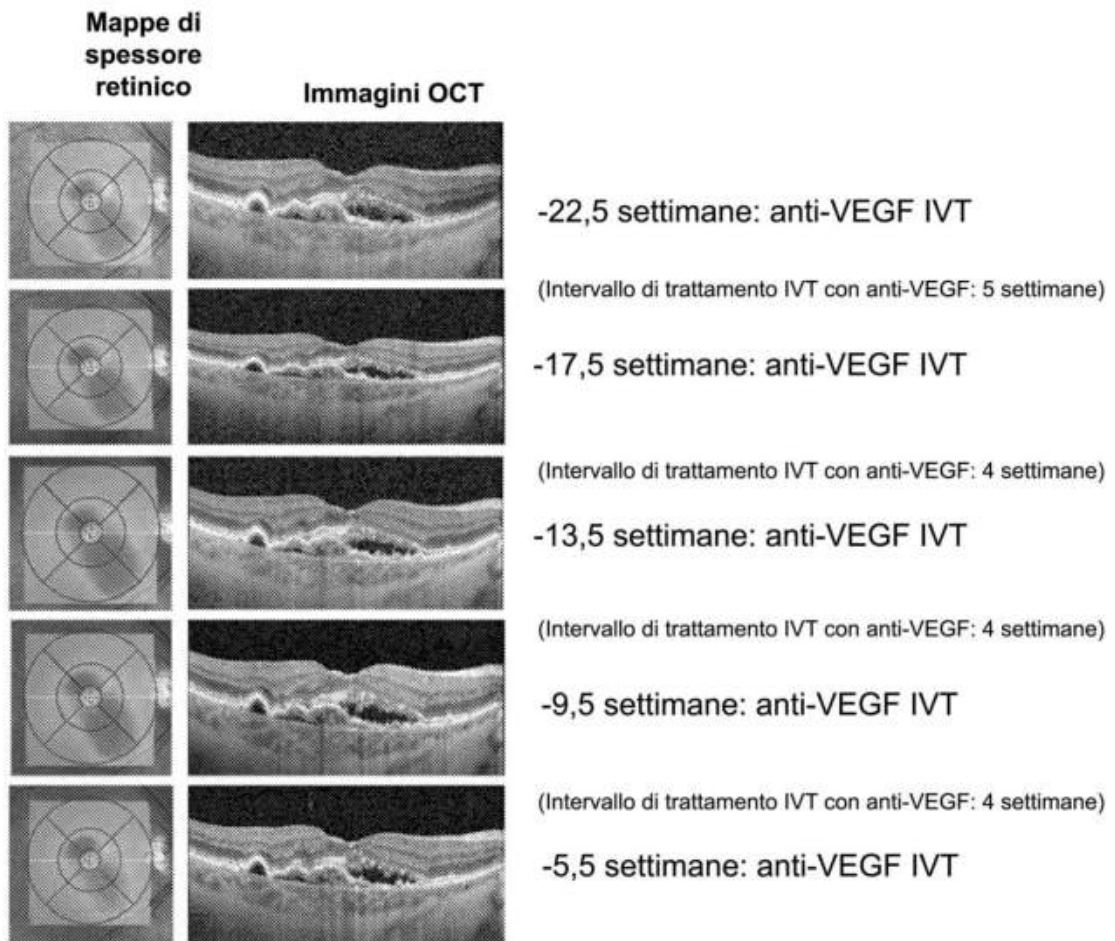 Mappe di
spessore
retinico
Immagini OCT
-22,5 settimane: anti-VEGF IVT
(Intervallo di trattamento IVT con anti-VEGF: 5 settimane)
-17,5 settimane: anti-VEGF IVT
(Intervallo di trattamento IVT con anti-VEGF: 4 settimane)
-13,5 settimane: anti-VEGF IVT
(Intervallo di trattamento IVT con anti-VEGF: 4 settimane)
-9,5 settimane: anti-VEGF IVT
(Intervallo di trattamento IVT con anti-VEGF: 4 settimane)
-5,5 settimane: anti-VEGF IVT